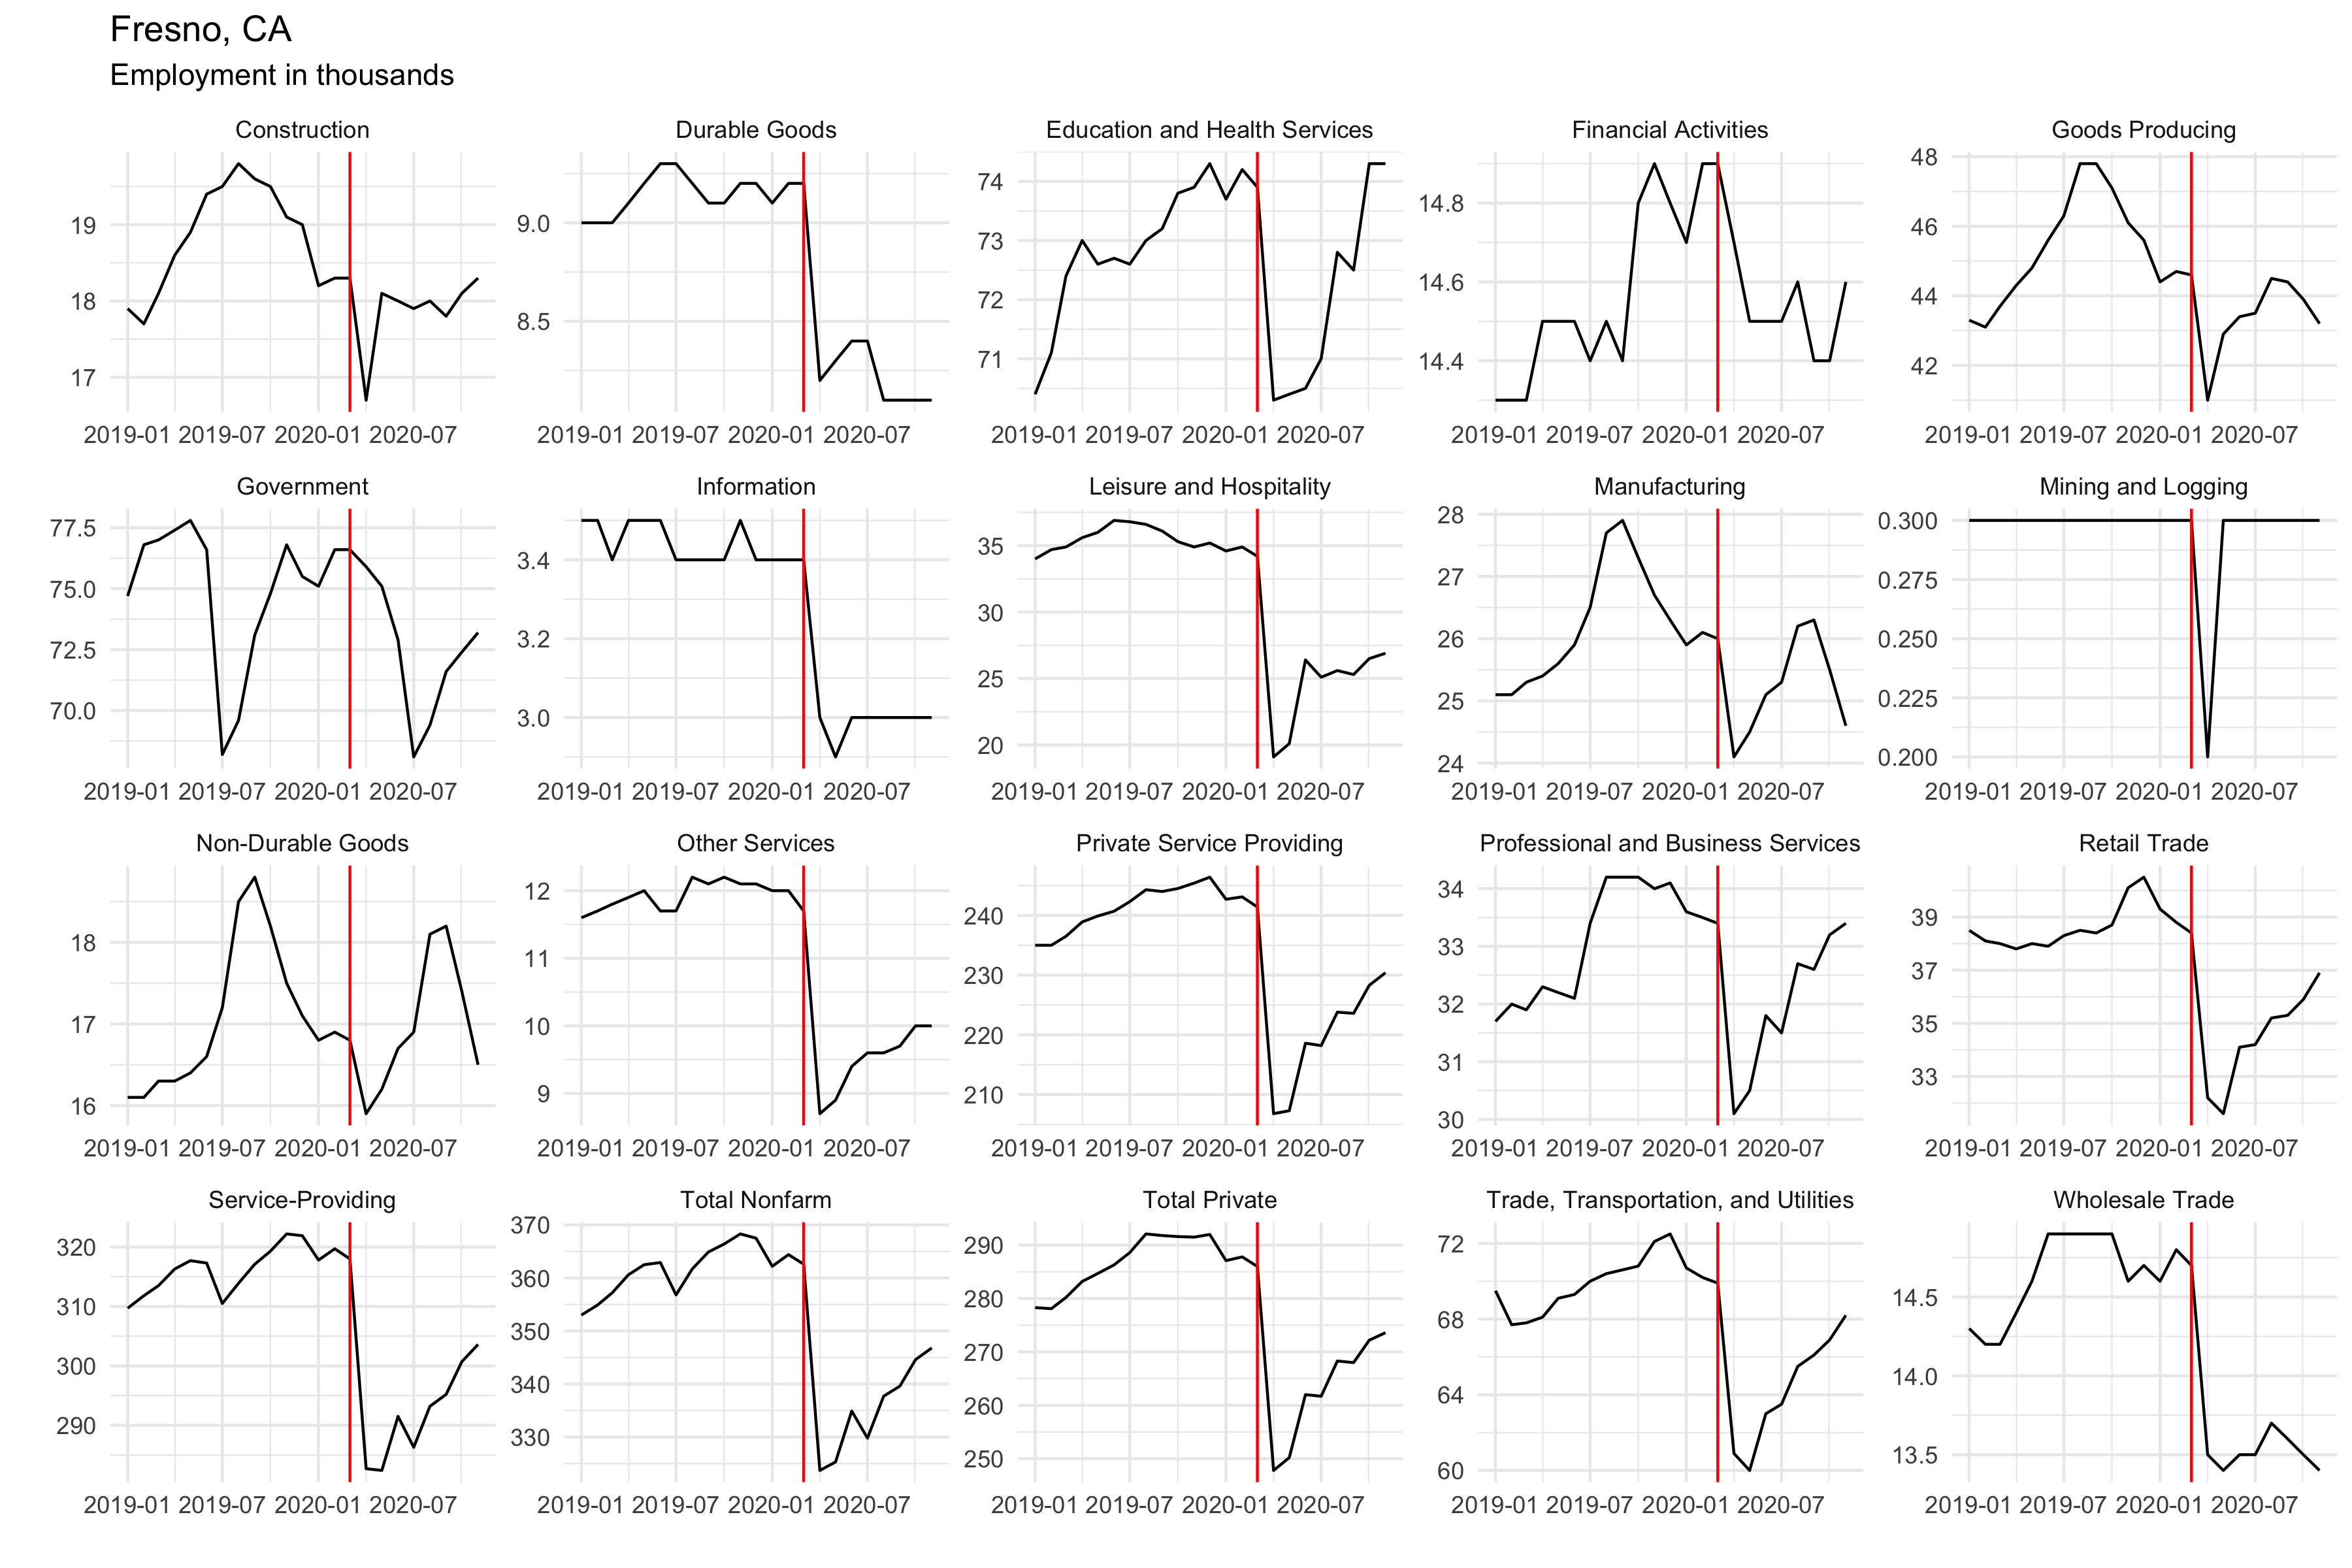 Fresno, CA
Employment in thousands
Construction
19
18
17
2019-01 2019-07 2020-01 2020-07
Durable Goods
9.0
8.5
2019-01 2019-07 2020-01 2020-07
Education and Health Services
74
73
72
71
2019-01 2019-07 2020-01 2020-07
Financial Activities
14.8
14.6
14.4
2019-01 2019-07 2020-01 2020-07
Goods Producing
48
46
44
42
2019-01 2019-07 2020-01 2020-07
Government
77.5
75.0
72.5
70.0
2019-01 2019-07 2020-01 2020-07
Information
3.4
3.2
3.0
2019-01 2019-07 2020-01 2020-07
Leisure and Hospitality
35
30
25
20
2019-01 2019-07 2020-01 2020-07
Manufacturing
28
27
26
25
24
2019-01 2019-07 2020-01 2020-07
Mining and Logging
0.300
0.275
0.250
0.225
0.200
2019-01 2019-07 2020-01 2020-07
Non-Durable Goods
18
17
16
2019-01 2019-07 2020-01 2020-07
Other Services
12
11
10
9
2019-01 2019-07 2020-01 2020-07
Private Service Providing
240
230
220
210
2019-01 2019-07 2020-01 2020-07
Professional and Business Services
34
33
32
31
30
2019-01 2019-07 2020-01 2020-07
Retail Trade
39
37
35
33
2019-01 2019-07 2020-01 2020-07
Service-Providing
320
310
300
290
2019-01 2019-07 2020-01 2020-07
Total Nonfarm
370
360
350
340
330
2019-01 2019-07 2020-01 2020-07
Total Private
290
280
270
260
250
2019-01 2019-07 2020-01 2020-07
Trade, Transportation, and Utilities
72
68
64
60
2019-01 2019-07 2020-01 2020-07
Wholesale Trade
14.5
14.0
13.5
2019-01 2019-07 2020-01 2020-07